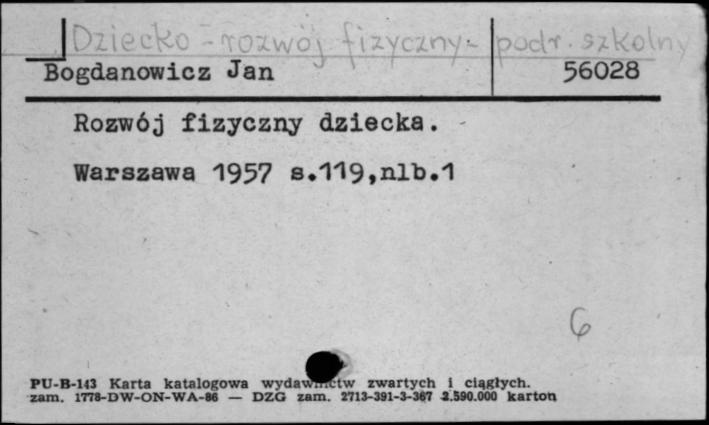 Dziecko - rozwój fizyczny - podr. szkolny
Bogdanowicz Jan 56028
Rozwój fizyczny dziecka.
Warszawa 1957 s.119,nlb.1
6
PU-B-143 Karta katalogowa wydawnictw zwartych i ciągłych.
zam. 1778-DW-ON-WA-86 — DZG zam. 2713-391-3-367 2.590.000 karton